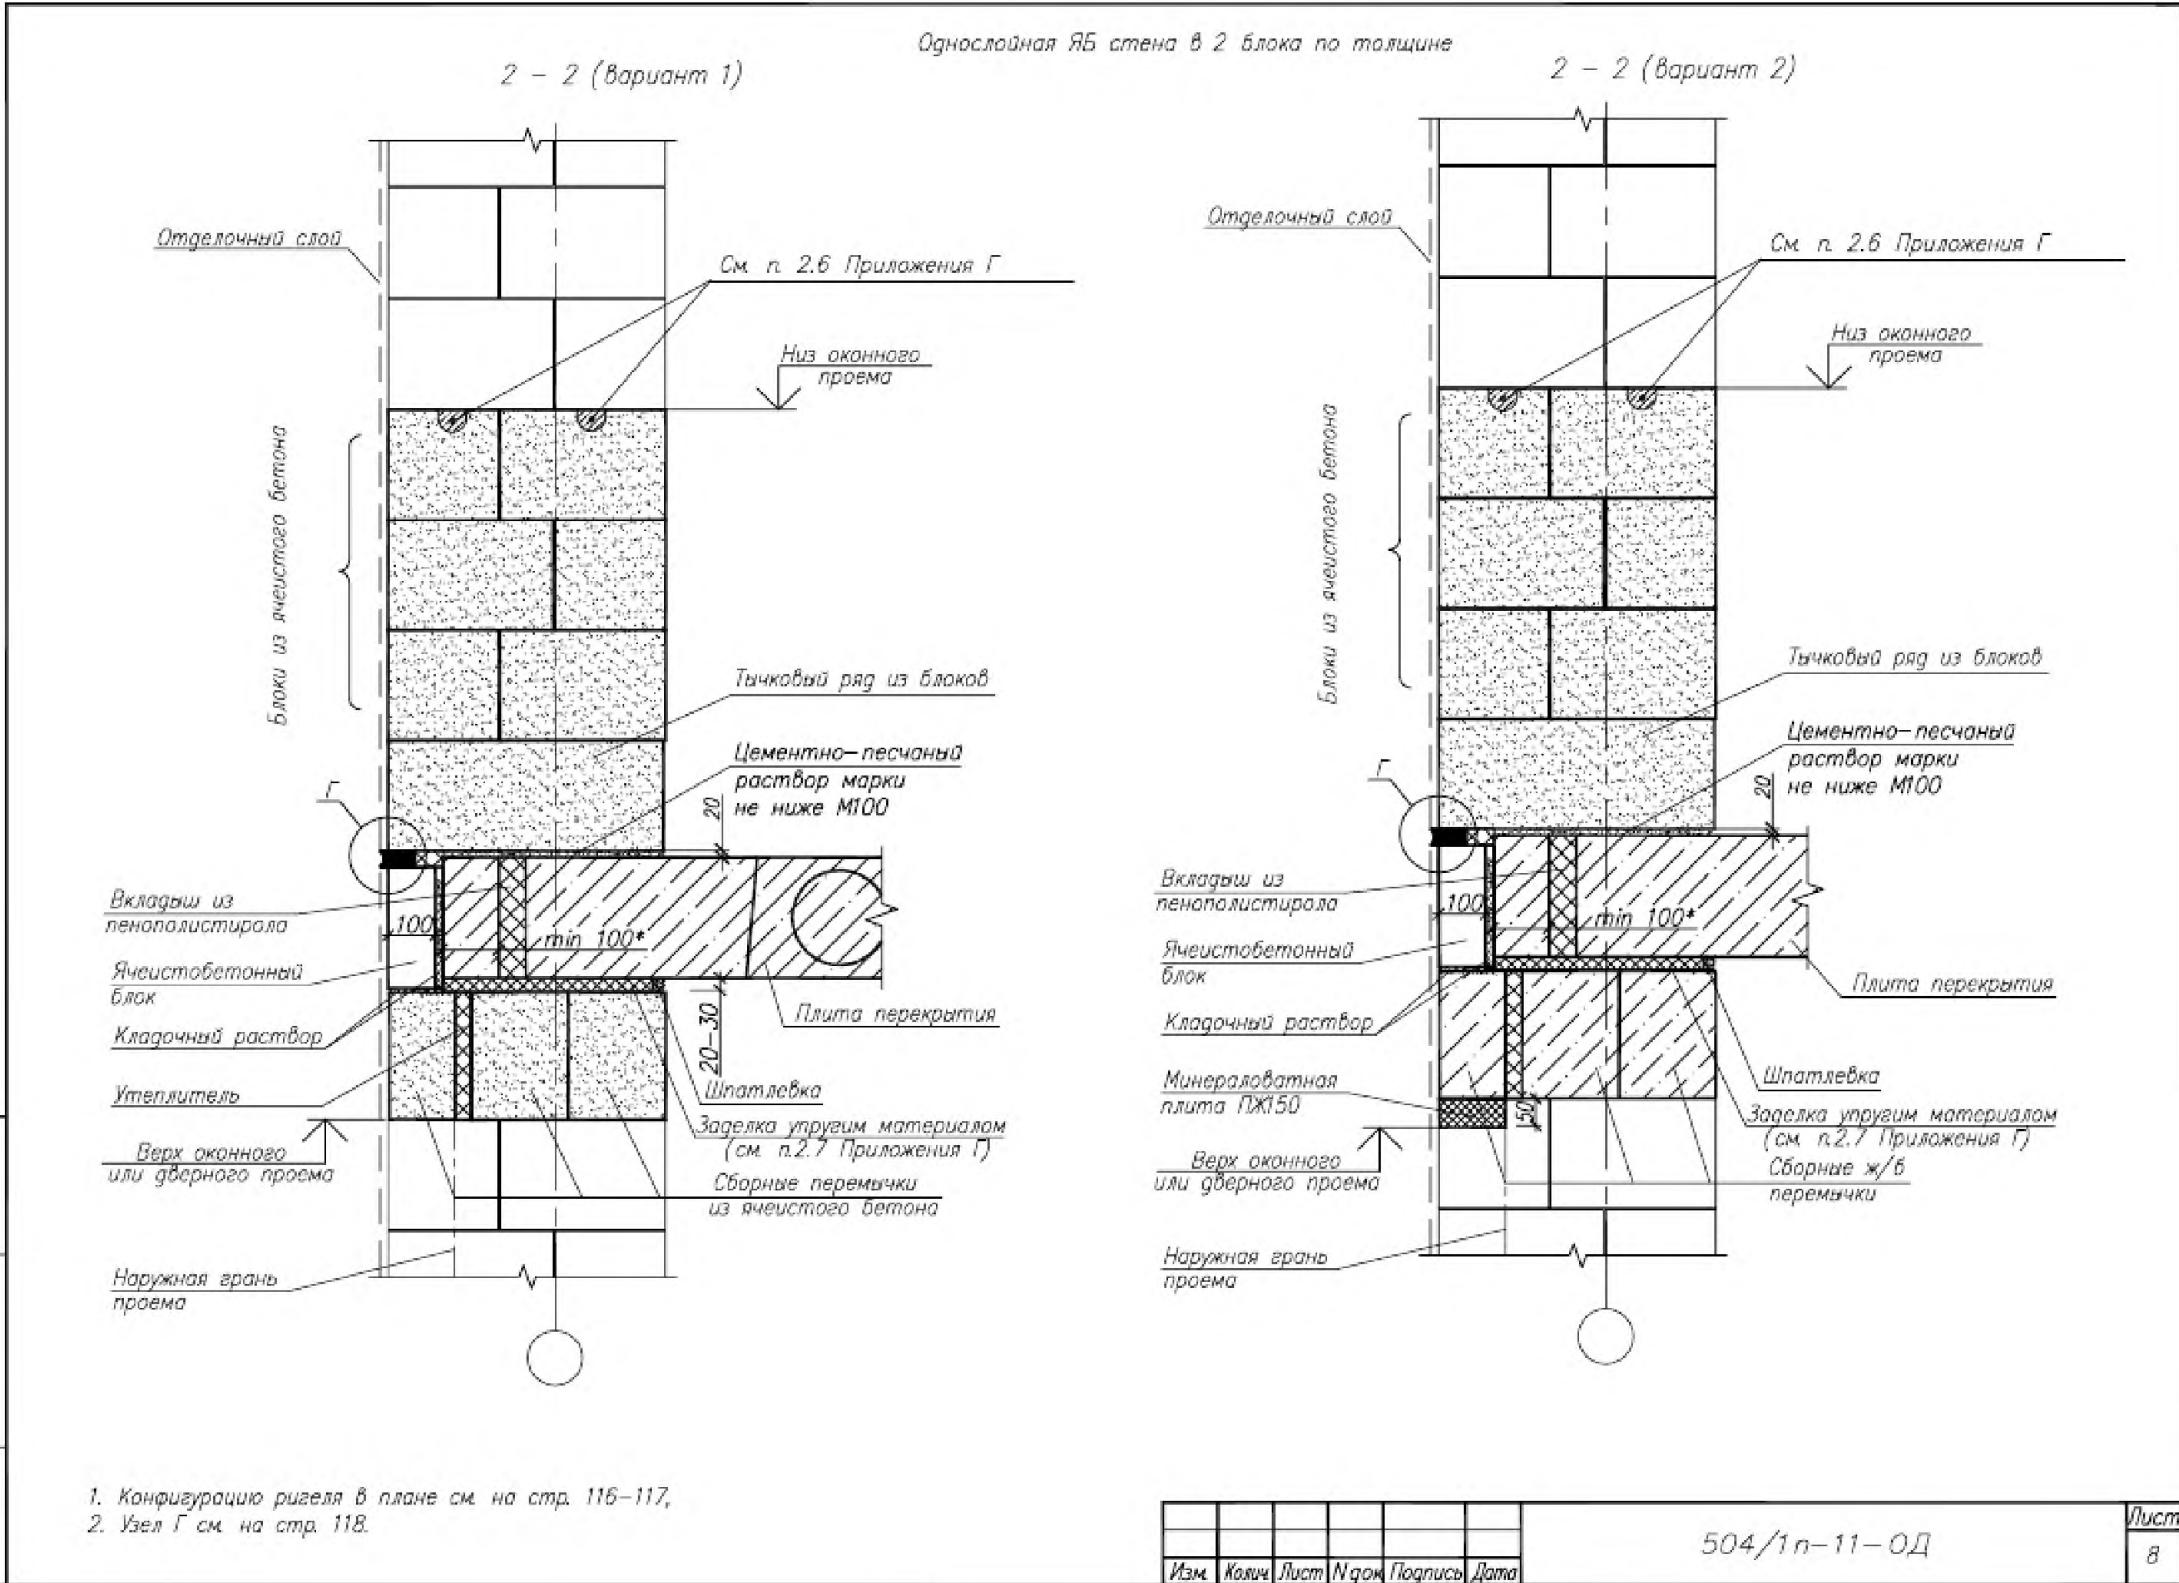 Однослойная ЯБ стена в 2 блока по толщине
2 - 2 (вариант 1)
Отделочный слой
См. п. 2.6 Приложения Г
Низ оконного
проема
Блоки из ячеистого бетона
Тычковый ряд из блоков
Цементно-песчаный
раствор марки
не ниже М100
20
Г
Вкладыш из
пенополистирола
100
min 100*
Ячеистобетонный
блок
Кладочный раствор
Плита перекрытия
20-30
Утеплитель
Шпатлевка
Заделка упругим материалом
(см. п.2.7 Приложения Г)
Верх оконного
или дверного проема
Сборные перемычки
из ячеистого бетона
Наружная грань
проема
2 - 2 (вариант 2)
Отделочный слой
См. п. 2.6 Приложения Г
Низ оконного
проема
Блоки из ячеистого бетона
Тычковый ряд из блоков
Цементно-песчаный
раствор марки
не ниже М100
20
Г
Вкладыш из
пенополистирола
100
min 100*
Ячеистобетонный
блок
Плита перекрытия
Кладочный раствор
Шпатлевка
Минераловатная
плита ПЖ150
50
Заделка упругим материалом
(см. п.2.7 Приложения Г)
Верх оконного
или дверного проема
Сборные ж/б
перемычки
Наружная грань
проема
1. Конфигурацию ригеля в плане см. на стр. 116-117,
2. Узел Г см. на стр. 118.
Изм. Колич Лист N док Подпись Дата
504/1п-11-ОД
Лист
8